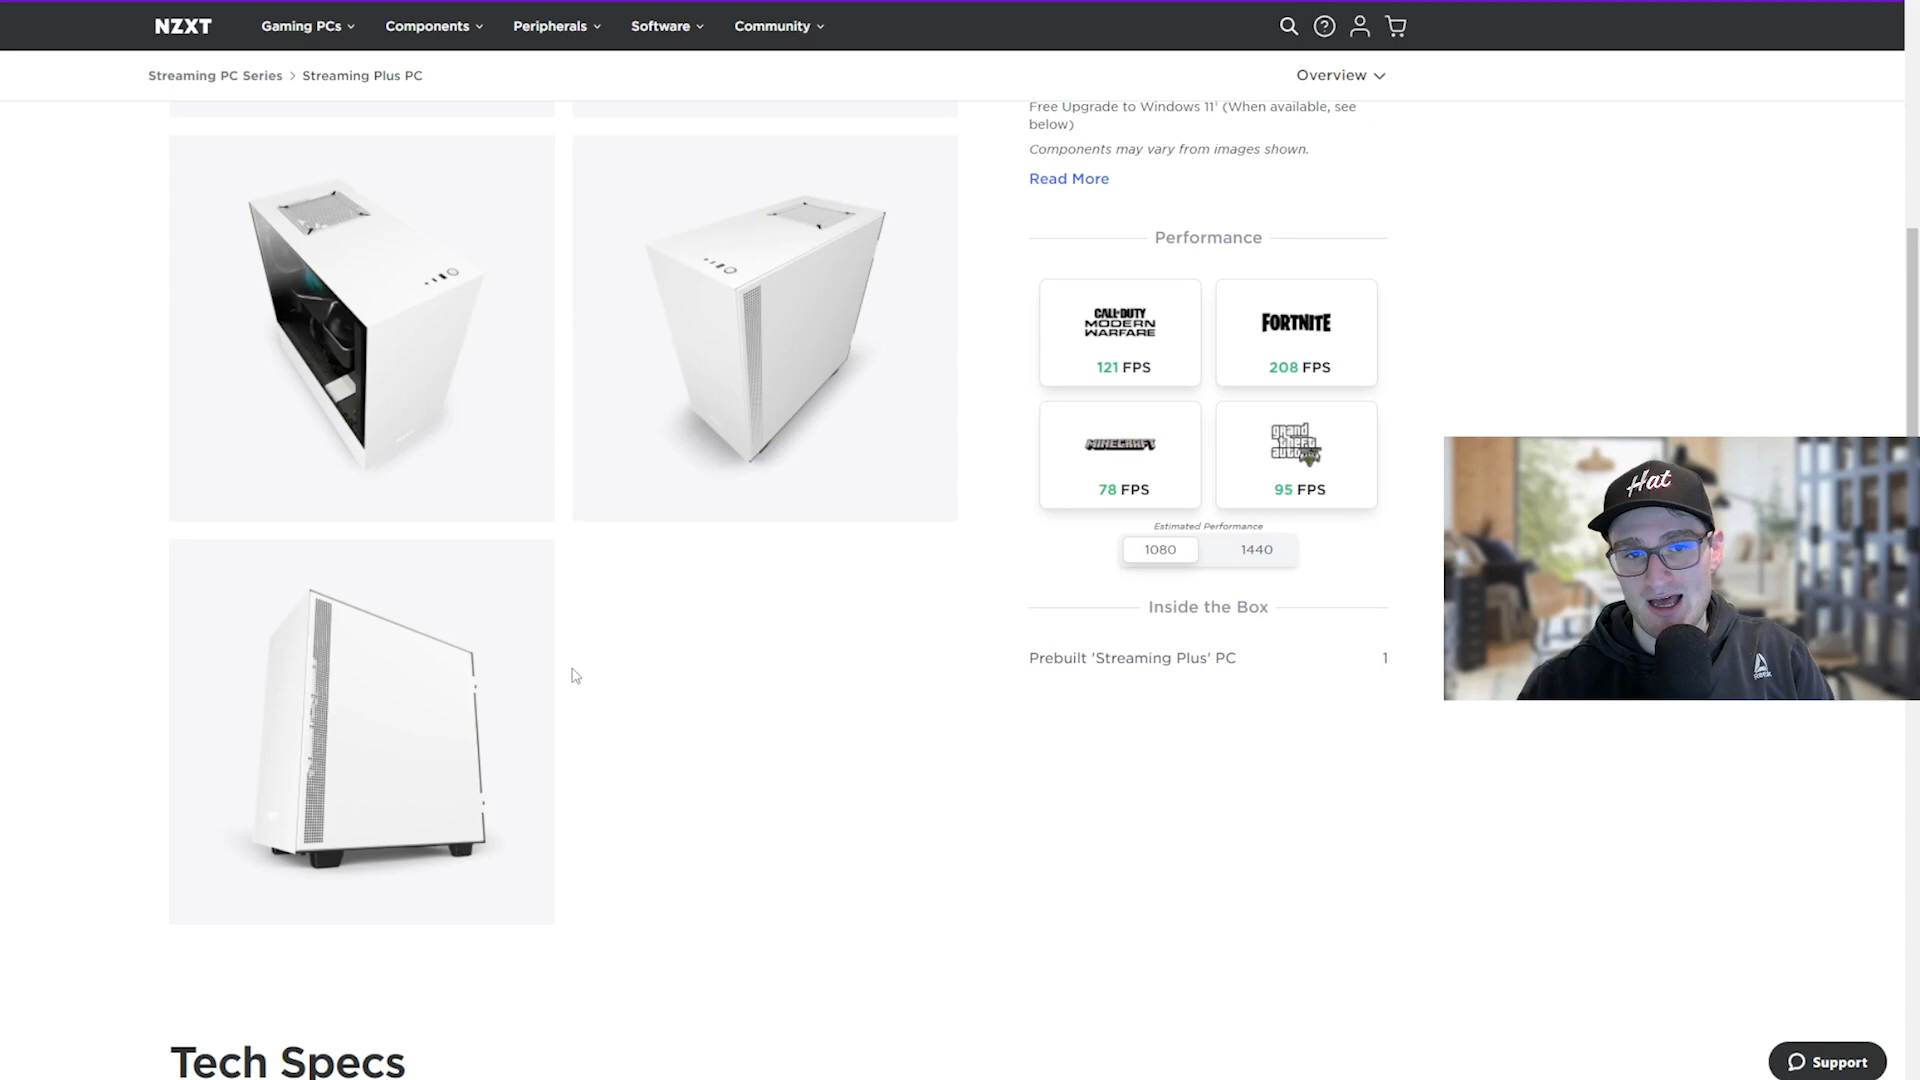 NZXT
Gaming PCs
Components
Peripherals
Software
Community
Streaming PC Series > Streaming Plus PC
Overview
Free Upgrade to Windows 11¹ (When available, see
below)
Components may vary from images shown.
Read More
Performance
CALL OF DUTY
MODERN
WARFARE
121 FPS
FORTNITE
208 FPS
MINECRAFT
78 FPS
grand
theft
auto V
95 FPS
Estimated Performance
1080
1440
Inside the Box
Prebuilt 'Streaming Plus' PC 1
Hat
Reebok
Tech Specs
Support